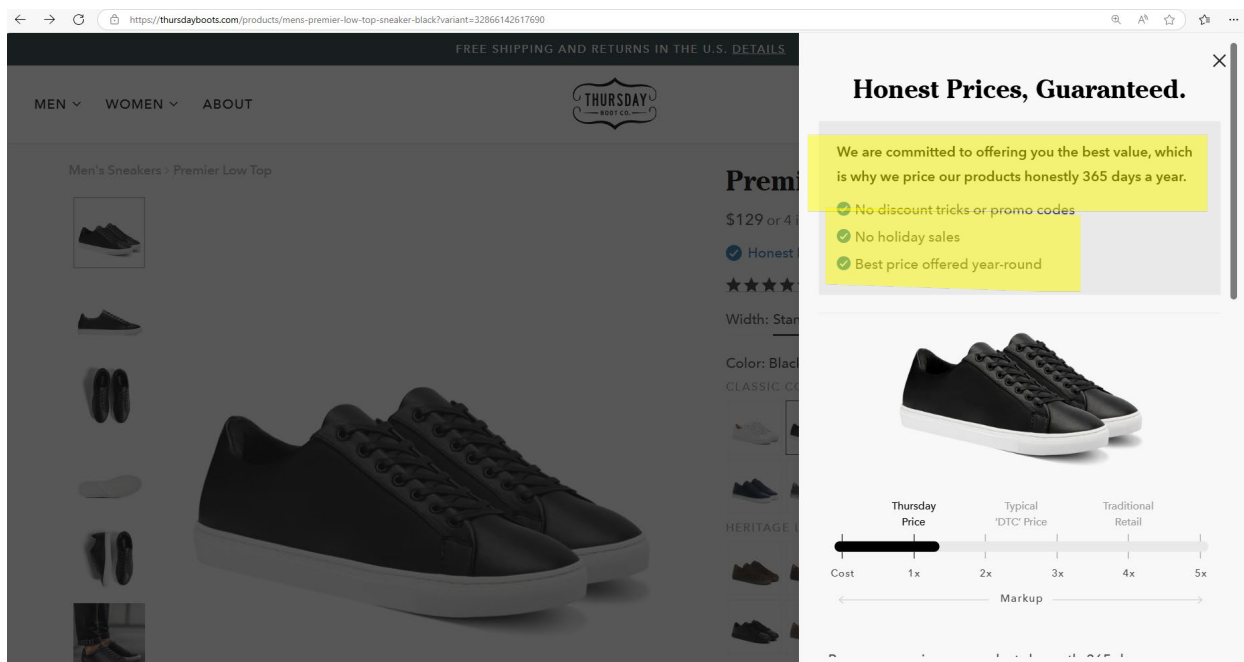 https://thursdayboots.com/products/mens-premier-low-top-sneaker-black?variant=32866142617690
FREE SHIPPING AND RETURNS IN THE U.S. DETAILS
MEN
WOMEN
ABOUT
THURSDAY
BOOT CO.
Men's Sneakers > Premier Low Top
$129 or 4
Honest
Width:
Color:
CLASSIC
HERITAGE
Honest Prices, Guaranteed.
We are committed to offering you the best value, which
is why we price our products honestly 365 days a year.
No discount tricks or promo codes
No holiday sales
Best price offered year-round
Thursday
Price
Typical
'DTC' Price
Traditional
Retail
Cost 1x 2x 3x 4x 5x
Markup